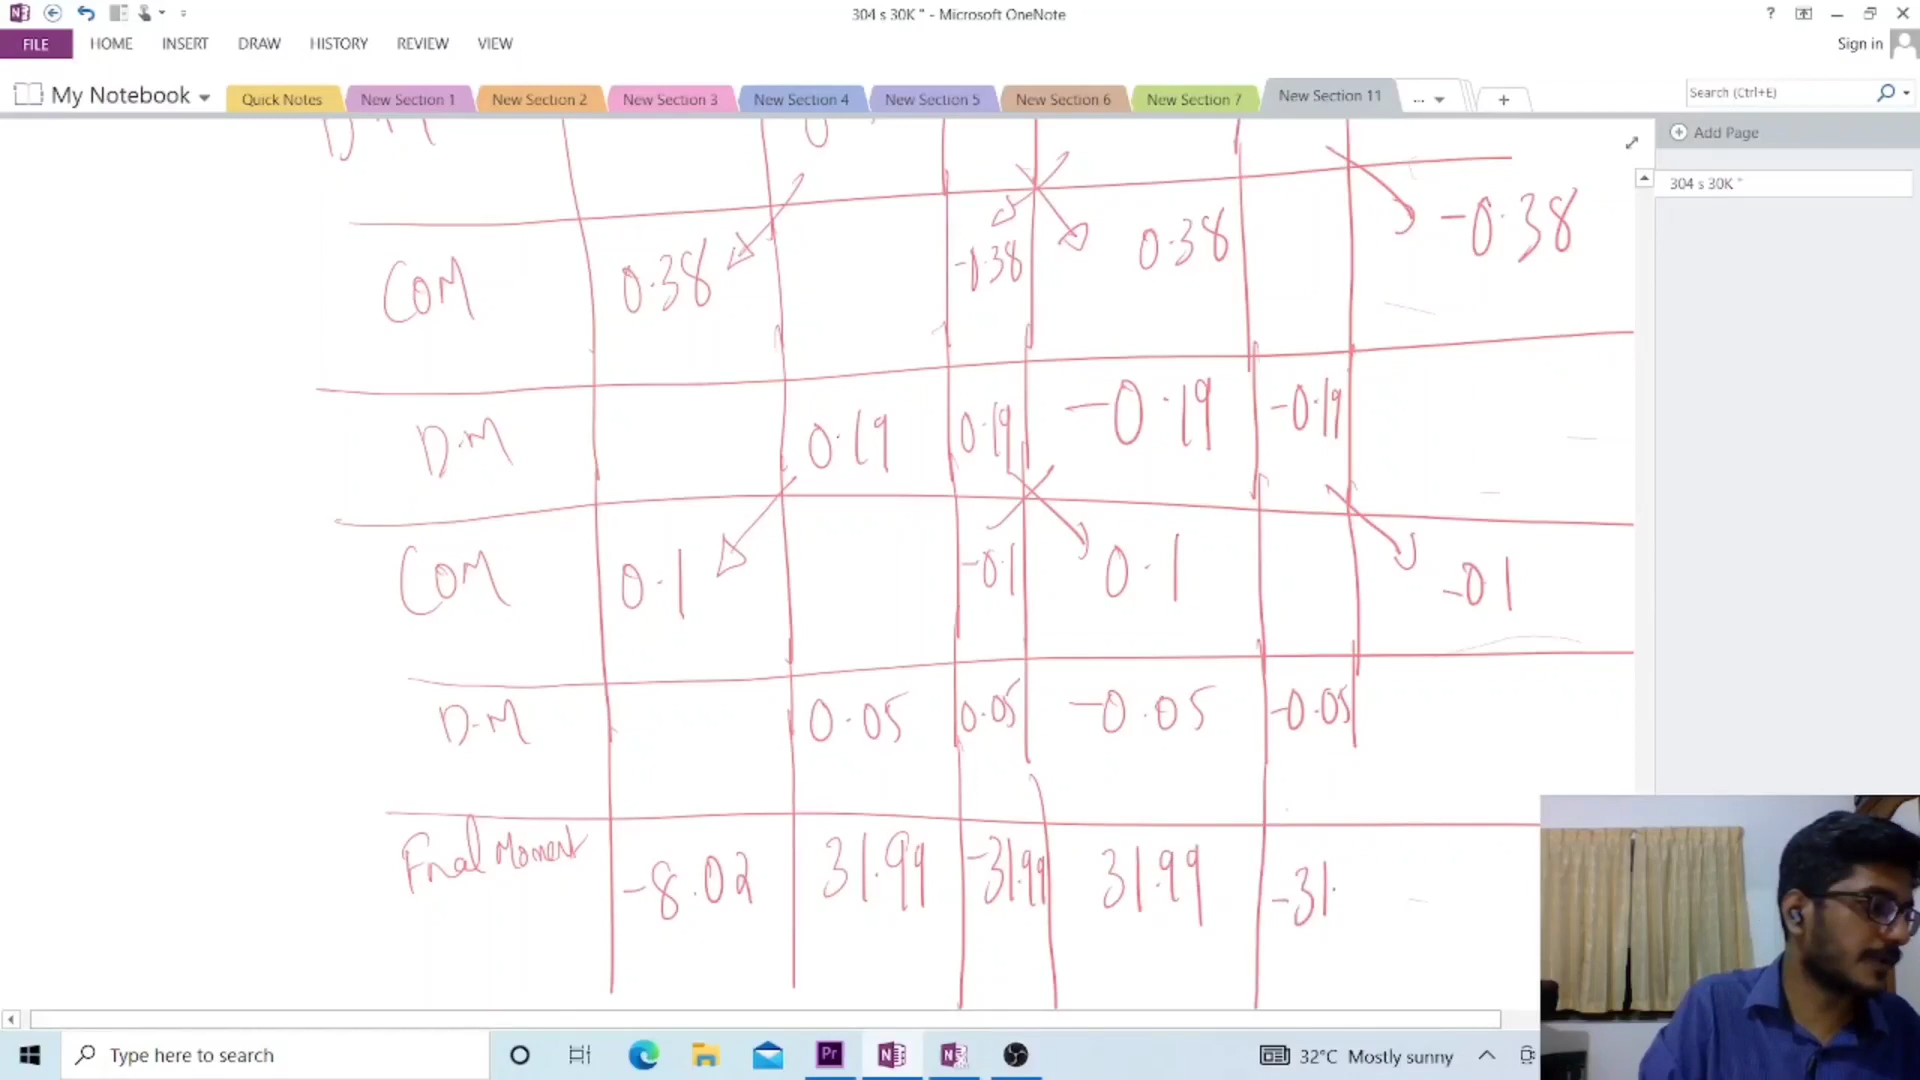 304 s 30K " - Microsoft OneNote
?
FILE HOME INSERT DRAW HISTORY REVIEW VIEW
Sign in
My Notebook Quick Notes New Section 1 New Section 2 New Section 3 New Section 4 New Section 5 New Section 6 New Section 7 New Section 11 ... +
Search (Ctrl+E)
Add Page
304 s 30K "
COM 0.38 -0.38 0.38 -0.38
D.M 0.19 0.19 -0.19 -0.19
COM 0.1 -0.1 0.1 -0.1
D.M 0.05 0.05 -0.05 -0.05
Final Moment -8.02 31.99 -31.99 31.99 -31.
Type here to search
Pr
N
N
32°C Mostly sunny